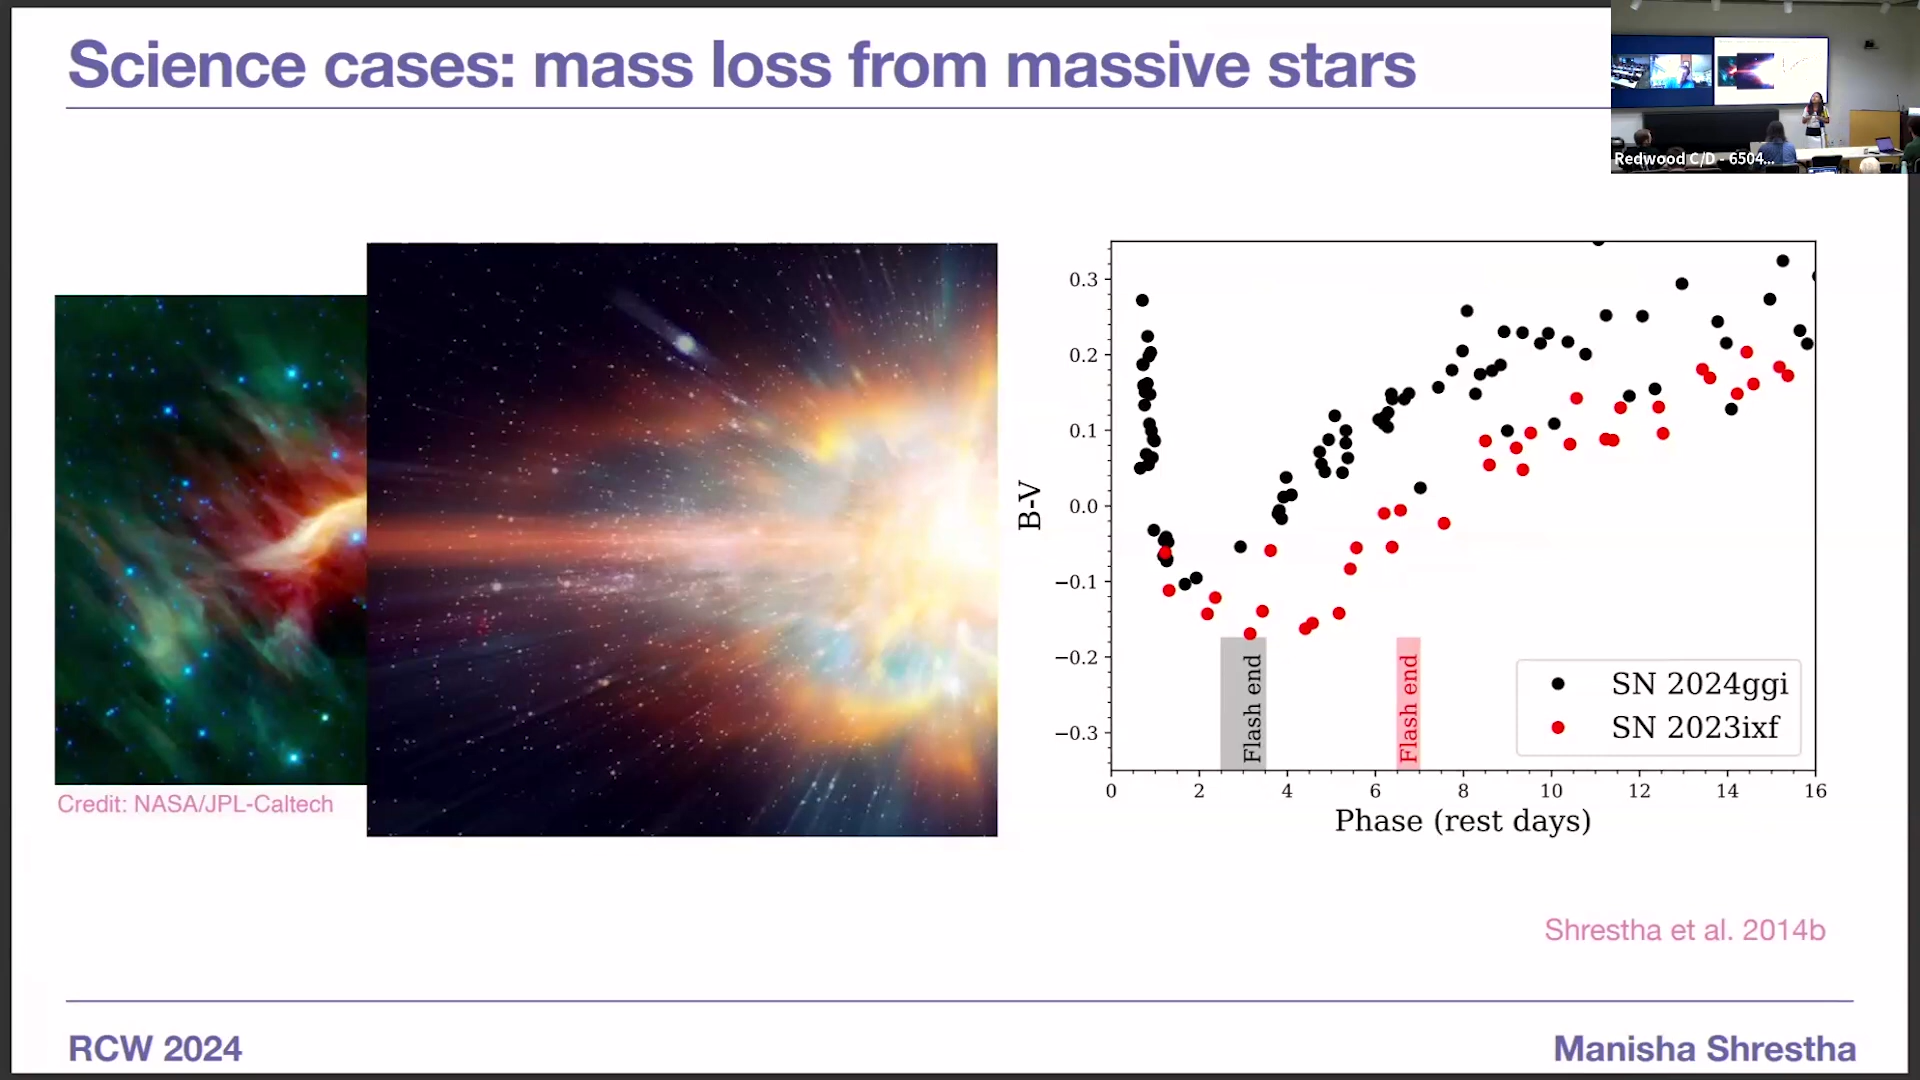 Science cases: mass loss from massive stars
Redwood C/D - 6504...
Credit: NASA/JPL-Caltech
B-V
0.3
0.2
0.1
0.0
−0.1
−0.2
−0.3
Flash end
Flash end
SN 2024ggi
SN 2023ixf
0 2 4 6 8 10 12 14 16
Phase (rest days)
Shrestha et al. 2014b
RCW 2024
Manisha Shrestha